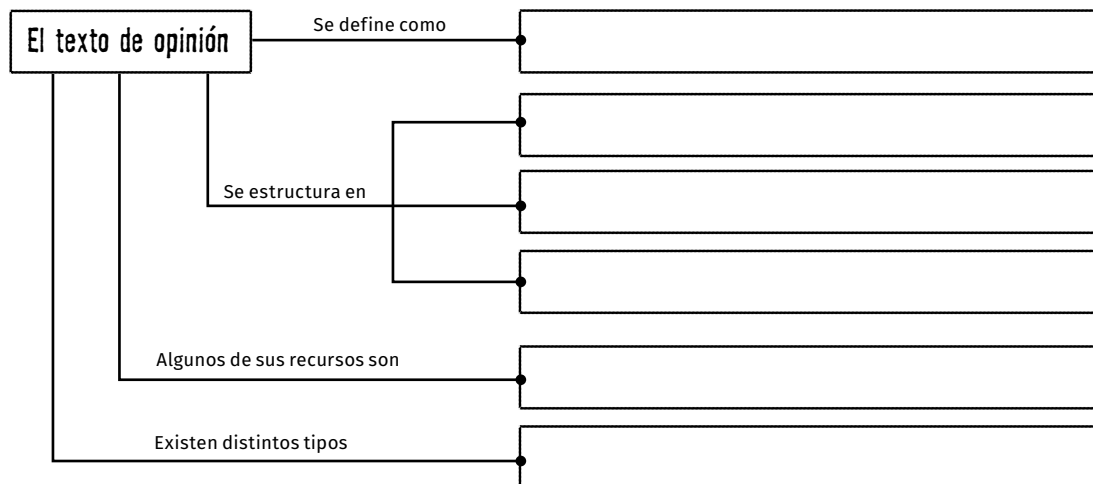 El texto de opinión
Se define como
Se estructura en
Algunos de sus recursos son
Existen distintos tipos